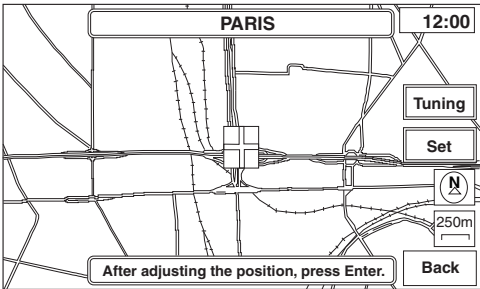 PARIS
12:00
Tuning
Set
N
250m
After adjusting the position, press Enter.
Back